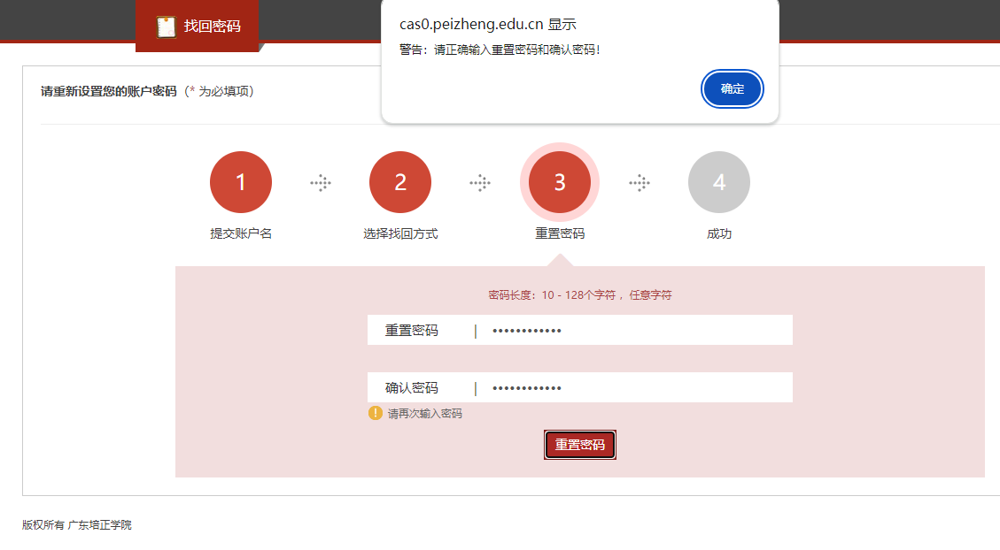 找回密码
cas0.peizheng.edu.cn 显示
警告：请正确输入重置密码和确认密码！
确定
请重新设置您的账户密码（* 为必填项）
1
2
3
4
提交账户名
选择找回方式
重置密码
成功
密码长度：10 - 128个字符 ，任意字符
重置密码 | ••••••••••••
确认密码 | ••••••••••••
! 请再次输入密码
重置密码
版权所有 广东培正学院